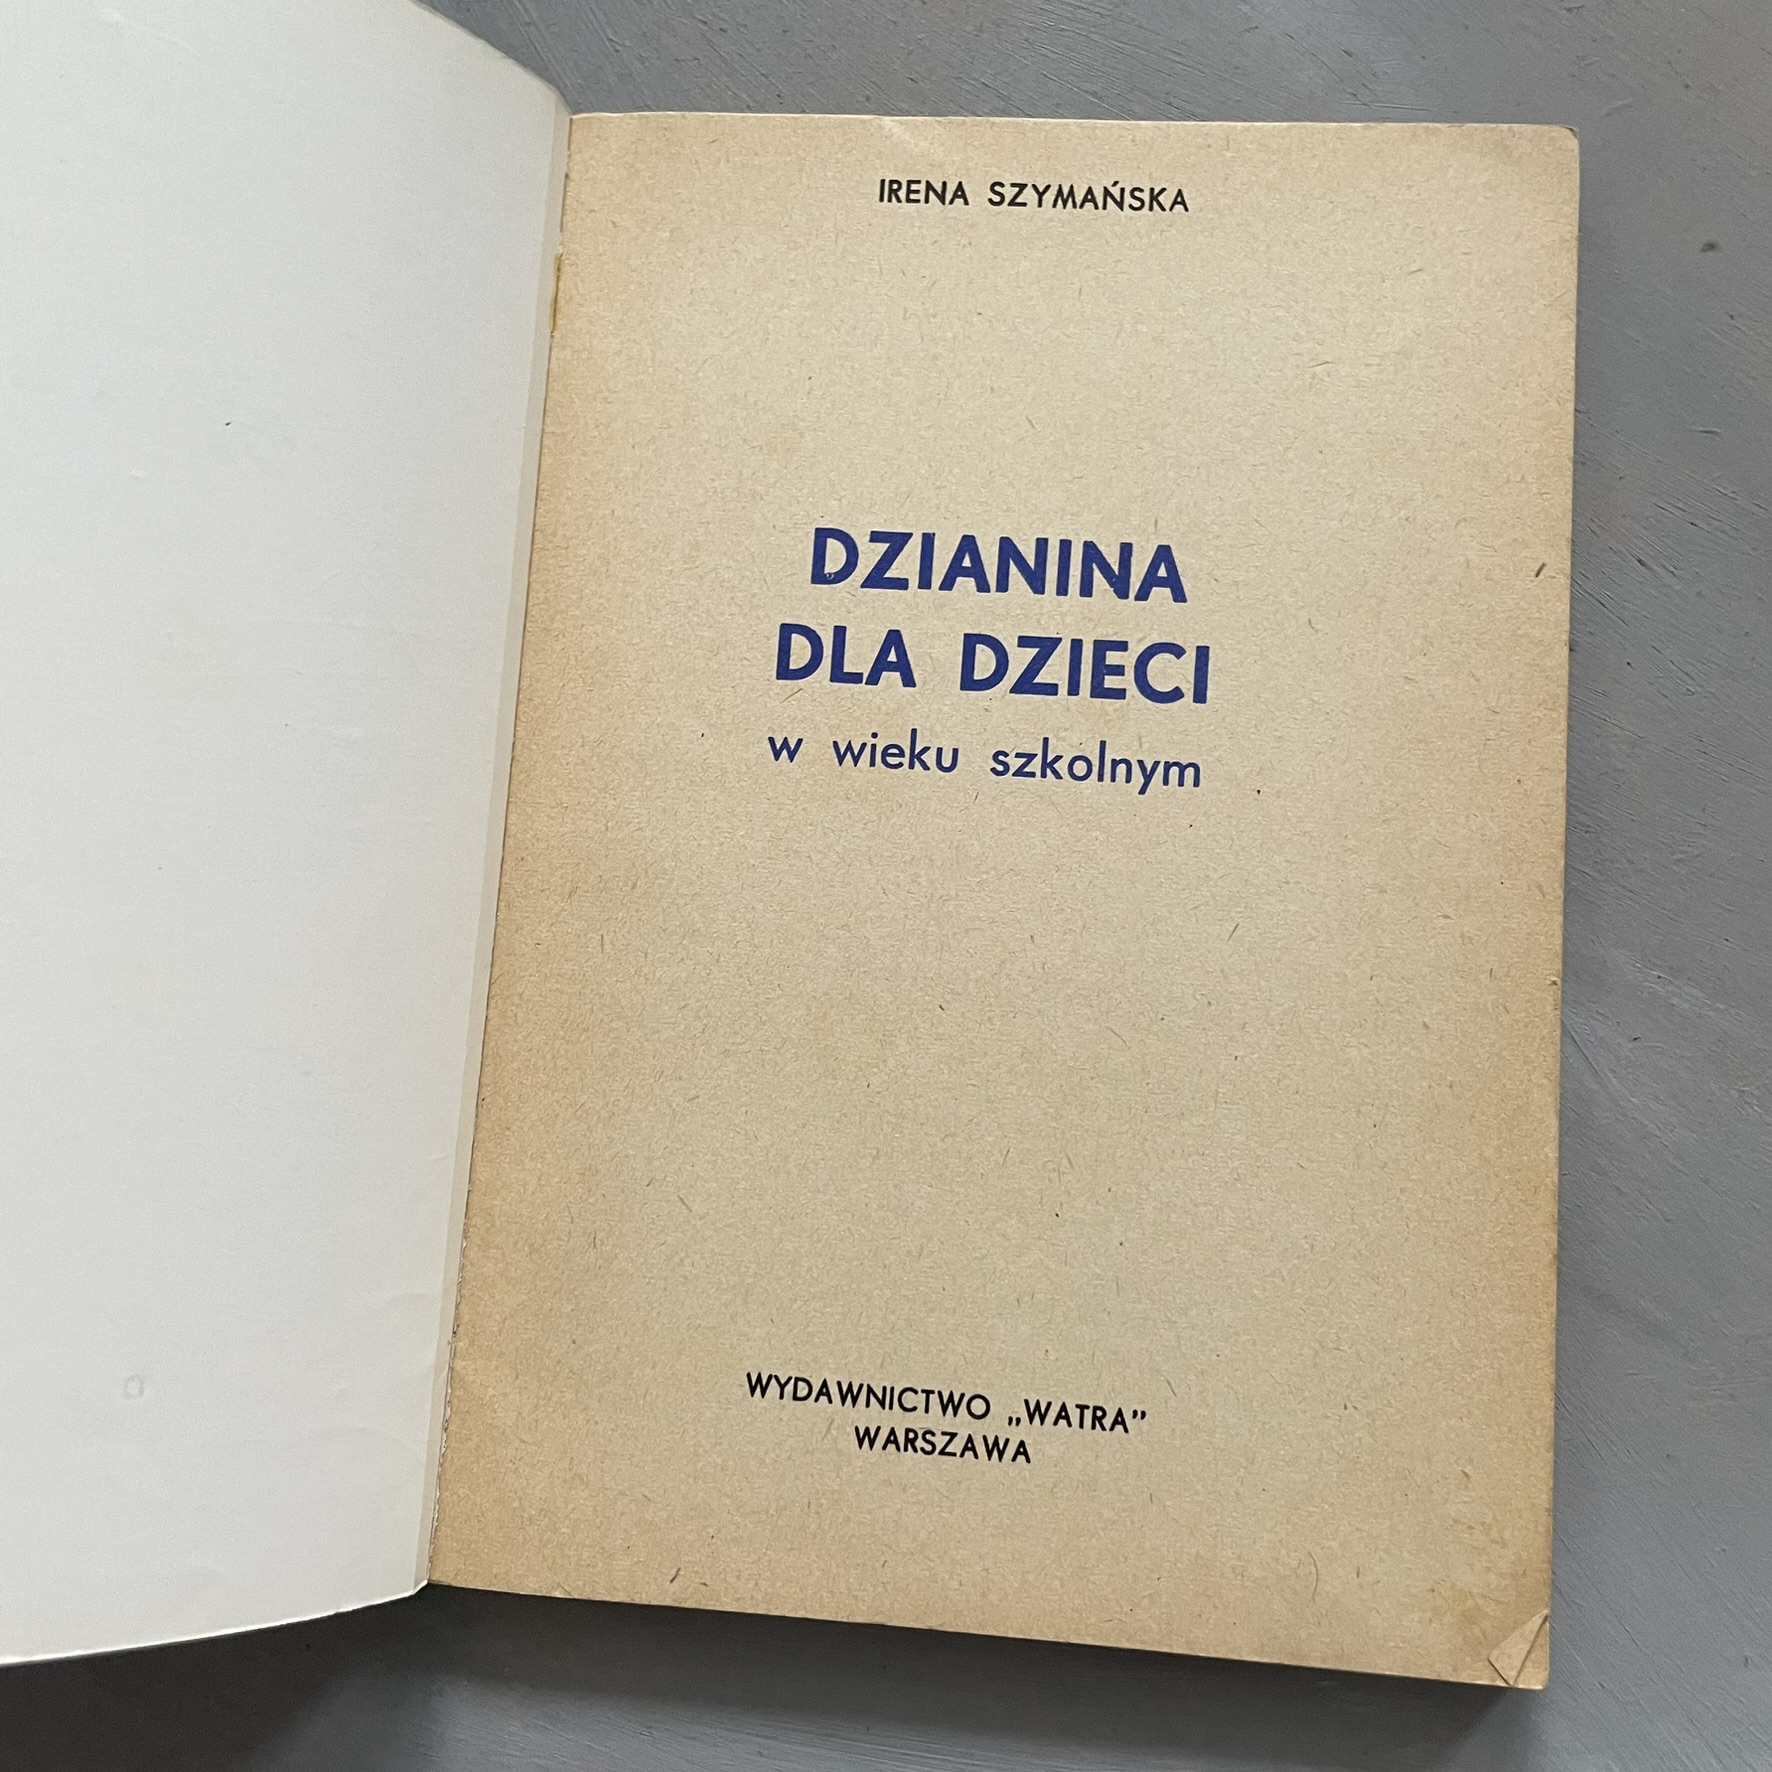 IRENA SZYMAŃSKA
DZIANINA
DLA DZIECI
w wieku szkolnym
WYDAWNICTWO „WATRA”
WARSZAWA